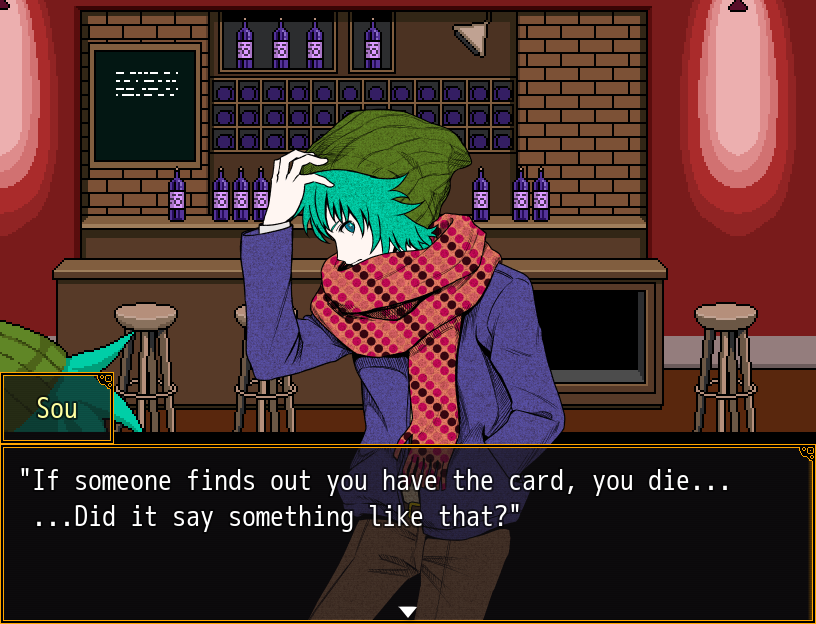 Sou
"If someone finds out you have the card, you die...
...Did it say something like that?"